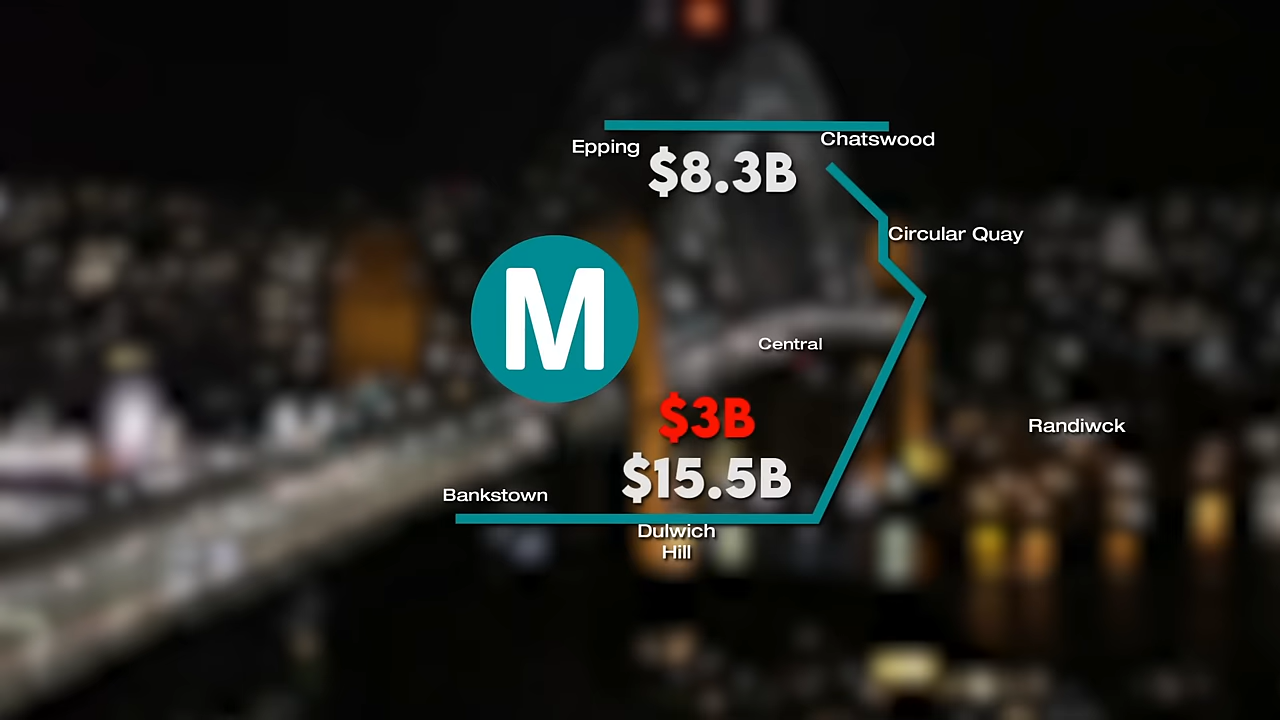 Epping
Chatswood
$8.3B
Circular Quay
M
Central
$3B
Randiwck
$15.5B
Bankstown
Dulwich
Hill